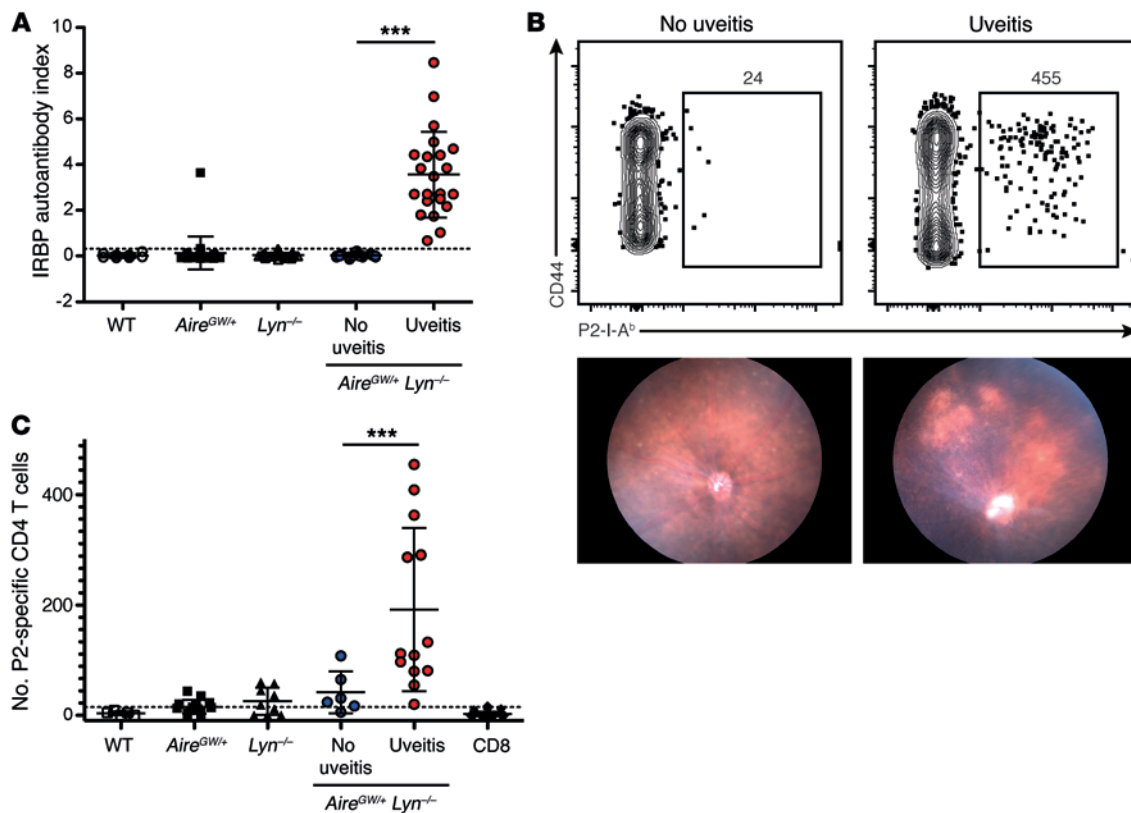 A
IRBP autoantibody index
10
8
6
4
2
0
-2
***
WT
Aire^GW/+
Lyn^–/–
No
uveitis
Uveitis
Aire^GW/+ Lyn^–/–
B
No uveitis
Uveitis
24
455
CD44
P2-I-A^b
C
No. P2-specific CD4 T cells
400
200
0
***
WT
Aire^GW/+
Lyn^–/–
No
uveitis
Uveitis
CD8
Aire^GW/+ Lyn^–/–